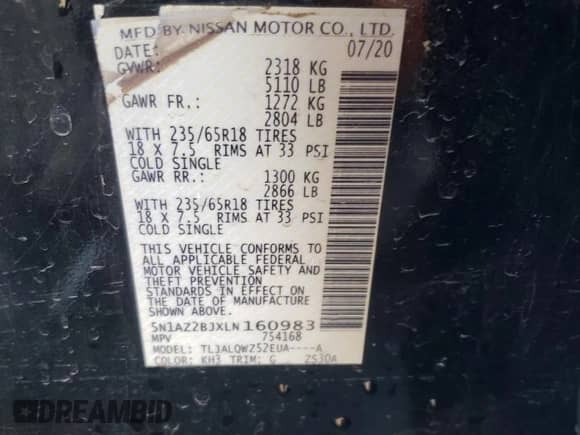 MFD BY NISSAN MOTOR CO., LTD.
DATE: 07/20
GVWR: 2318 KG
5110 LB
GAWR FR.: 1272 KG
2804 LB
WITH 235/65R18 TIRES
18 X 7.5 RIMS AT 33 PSI
COLD SINGLE
GAWR RR.: 1300 KG
2866 LB
WITH 235/65R18 TIRES
18 X 7.5 RIMS AT 33 PSI
COLD SINGLE
THIS VEHICLE CONFORMS TO
ALL APPLICABLE FEDERAL
MOTOR VEHICLE SAFETY AND
THEFT PREVENTION
STANDARDS IN EFFECT ON
THE DATE OF MANUFACTURE
SHOWN ABOVE.
5N1AZ2BJXLN160983
MPV 754168
MODEL: TLJALQWZ52EUA----A
COLOR: KH3 TRIM: G 2S30A
DREAMBID